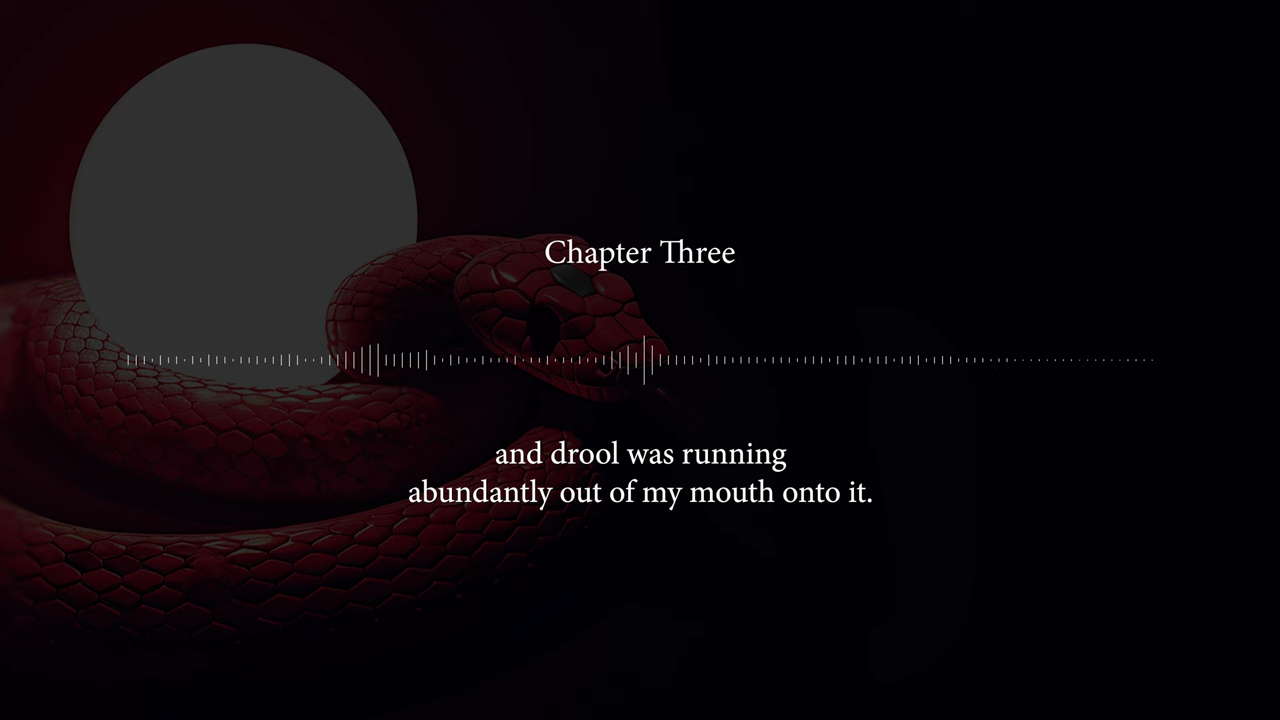 Chapter Three
and drool was running
abundantly out of my mouth onto it.